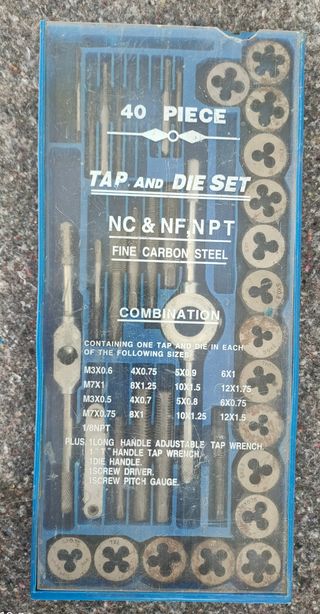 40 PIECE
TAP AND DIE SET
NC & NF, NPT
FINE CARBON STEEL
COMBINATION
CONTAINING ONE TAP AND DIE IN EACH
OF THE FOLLOWING SIZES
M3X0.6 4X0.75 5X0.9 6X1
M7X1 8X1.25 10X1.5 12X1.75
M3X0.5 4X0.7 5X0.8 6X0.75
M7X0.75 8X1 10X1.25 12X1.5
1/8NPT
PLUS, 1LONG HANDLE ADJUSTABLE TAP WRENCH.
1"T"HANDLE TAP WRENCH.
1DIE HANDLE.
1SCREW DRIVER.
1SCREW PITCH GAUGE.